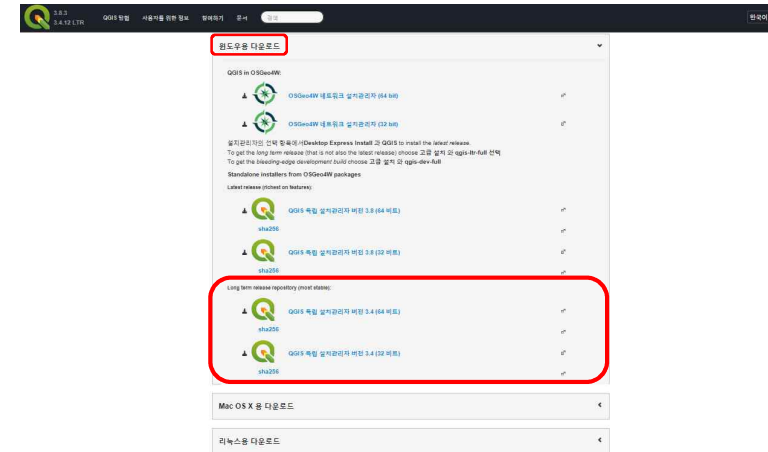 3.8.3
3.4.12 LTR
QGIS 탐험
사용자를 위한 정보
참여하기
문서
검색
한국어
윈도우용 다운로드
QGIS in OSGeo4W:
OSGeo4W 네트워크 설치관리자 (64 bit)
OSGeo4W 네트워크 설치관리자 (32 bit)
설치관리자의 선택 항목에서Desktop Express Install 과 QGIS to install the latest release.
To get the long term release (that is not also the latest release) choose 고급 설치 와 qgis-ltr-full 선택
To get the bleeding-edge development build choose 고급 설치 와 qgis-dev-full
Standalone installers from OSGeo4W packages
Latest release (richest on features):
QGIS 독립 설치관리자 버전 3.8 (64 비트)
sha256
QGIS 독립 설치관리자 버전 3.8 (32 비트)
sha256
Long term release repository (most stable):
QGIS 독립 설치관리자 버전 3.4 (64 비트)
sha256
QGIS 독립 설치관리자 버전 3.4 (32 비트)
sha256
Mac OS X 용 다운로드
리눅스용 다운로드